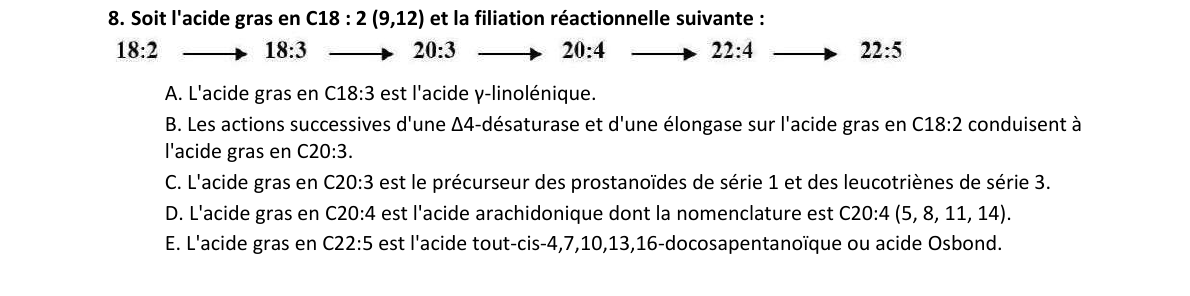 8. Soit l'acide gras en C18 : 2 (9,12) et la filiation réactionnelle suivante :
18:2 → 18:3 → 20:3 → 20:4 → 22:4 → 22:5
A. L'acide gras en C18:3 est l'acide γ-linolénique.
B. Les actions successives d'une Δ4-désaturase et d'une élongase sur l'acide gras en C18:2 conduisent à
l'acide gras en C20:3.
C. L'acide gras en C20:3 est le précurseur des prostanoïdes de série 1 et des leucotriènes de série 3.
D. L'acide gras en C20:4 est l'acide arachidonique dont la nomenclature est C20:4 (5, 8, 11, 14).
E. L'acide gras en C22:5 est l'acide tout-cis-4,7,10,13,16-docosapentanoïque ou acide Osbond.